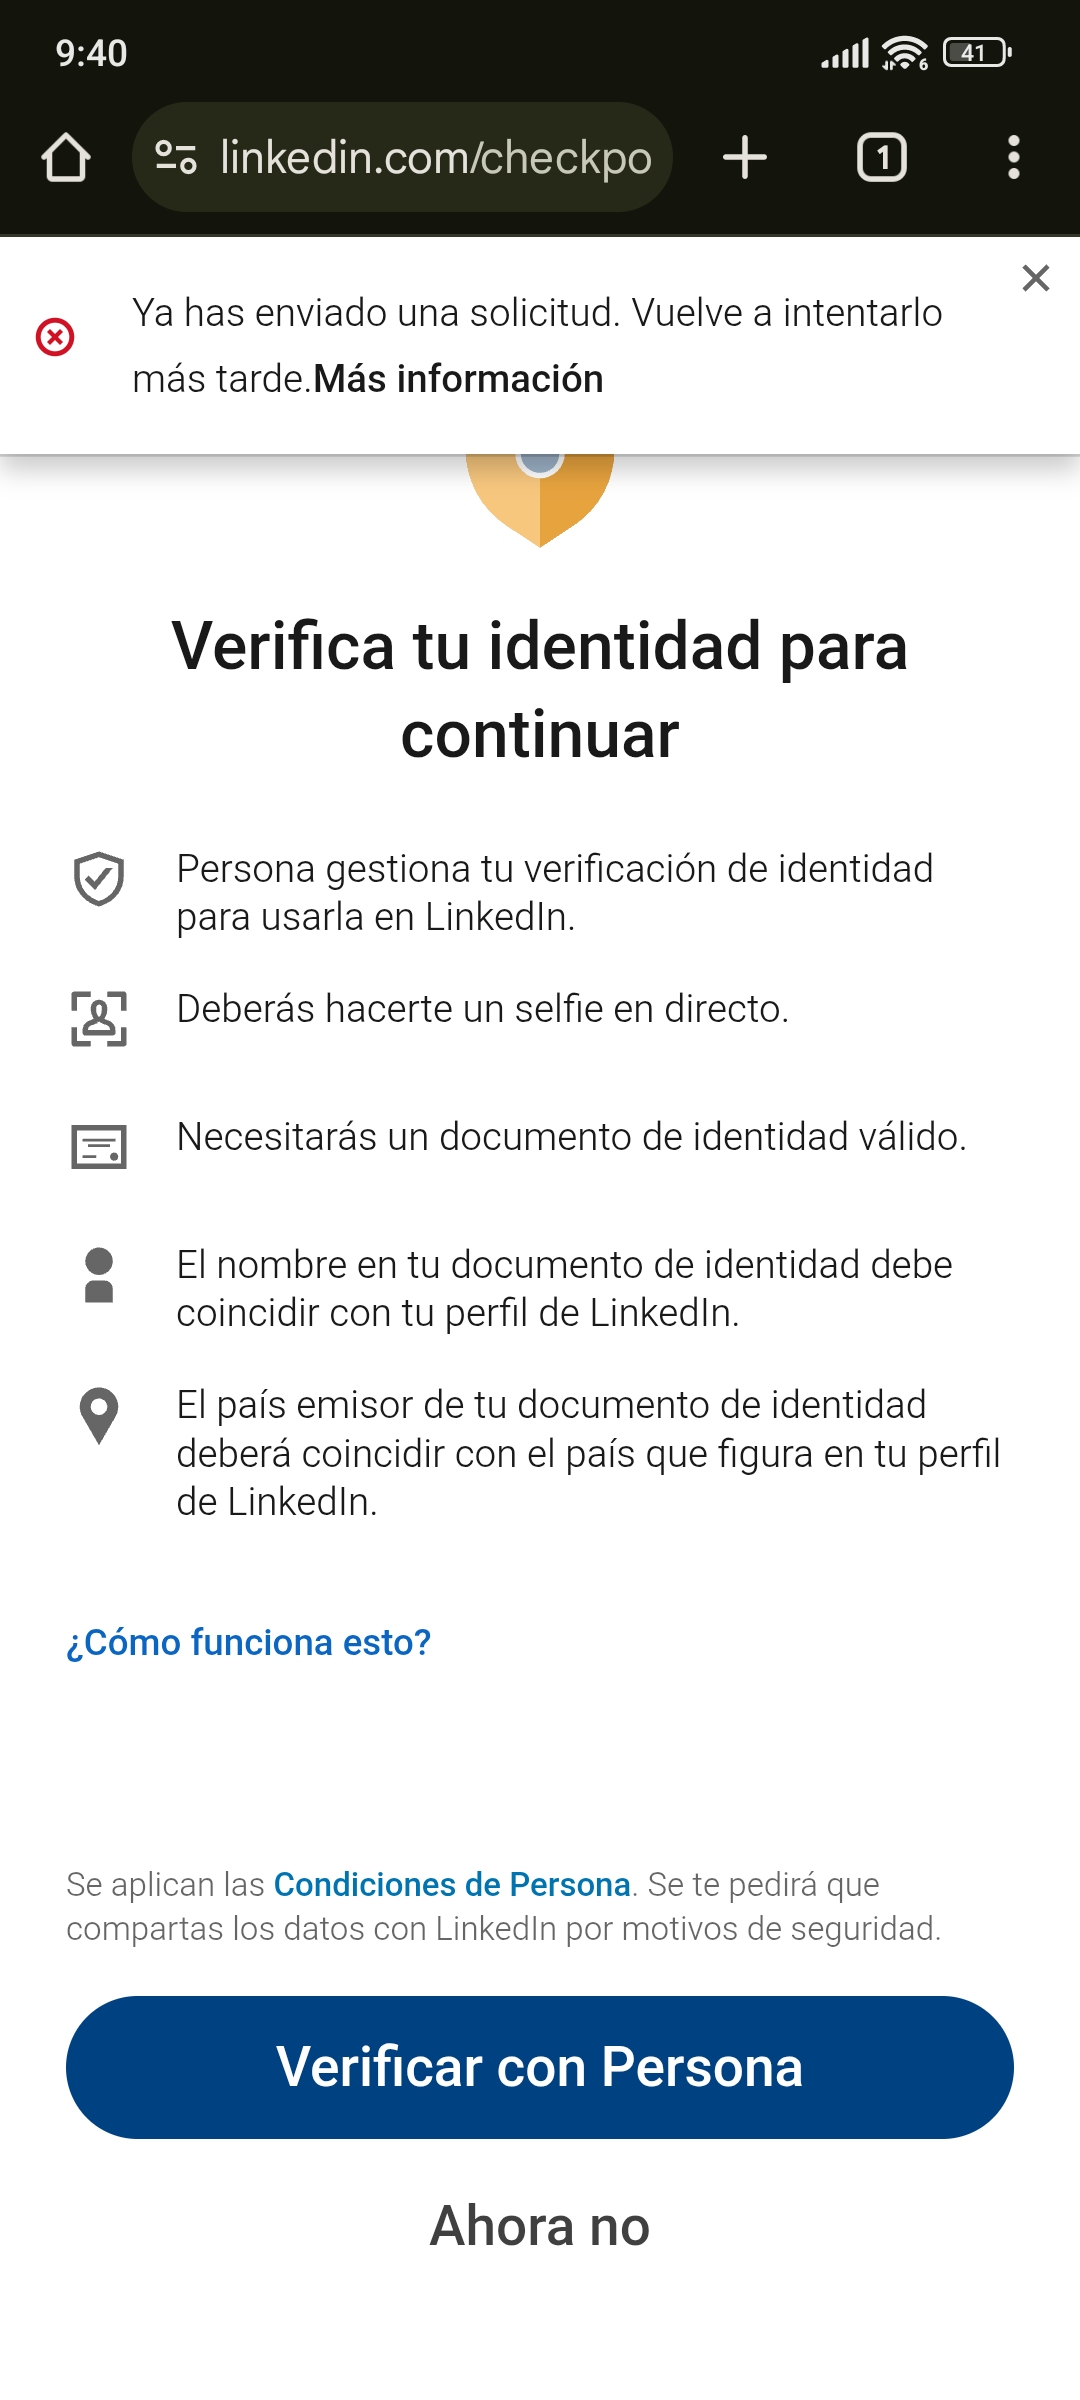 9:40
6
41
linkedin.com/checkpo
1
Ya has enviado una solicitud. Vuelve a intentarlo
más tarde.Más información
Verifica tu identidad para
continuar
Persona gestiona tu verificación de identidad
para usarla en LinkedIn.
Deberás hacerte un selfie en directo.
Necesitarás un documento de identidad válido.
El nombre en tu documento de identidad debe
coincidir con tu perfil de LinkedIn.
El país emisor de tu documento de identidad
deberá coincidir con el país que figura en tu perfil
de LinkedIn.
¿Cómo funciona esto?
Se aplican las Condiciones de Persona. Se te pedirá que
compartas los datos con LinkedIn por motivos de seguridad.
Verificar con Persona
Ahora no